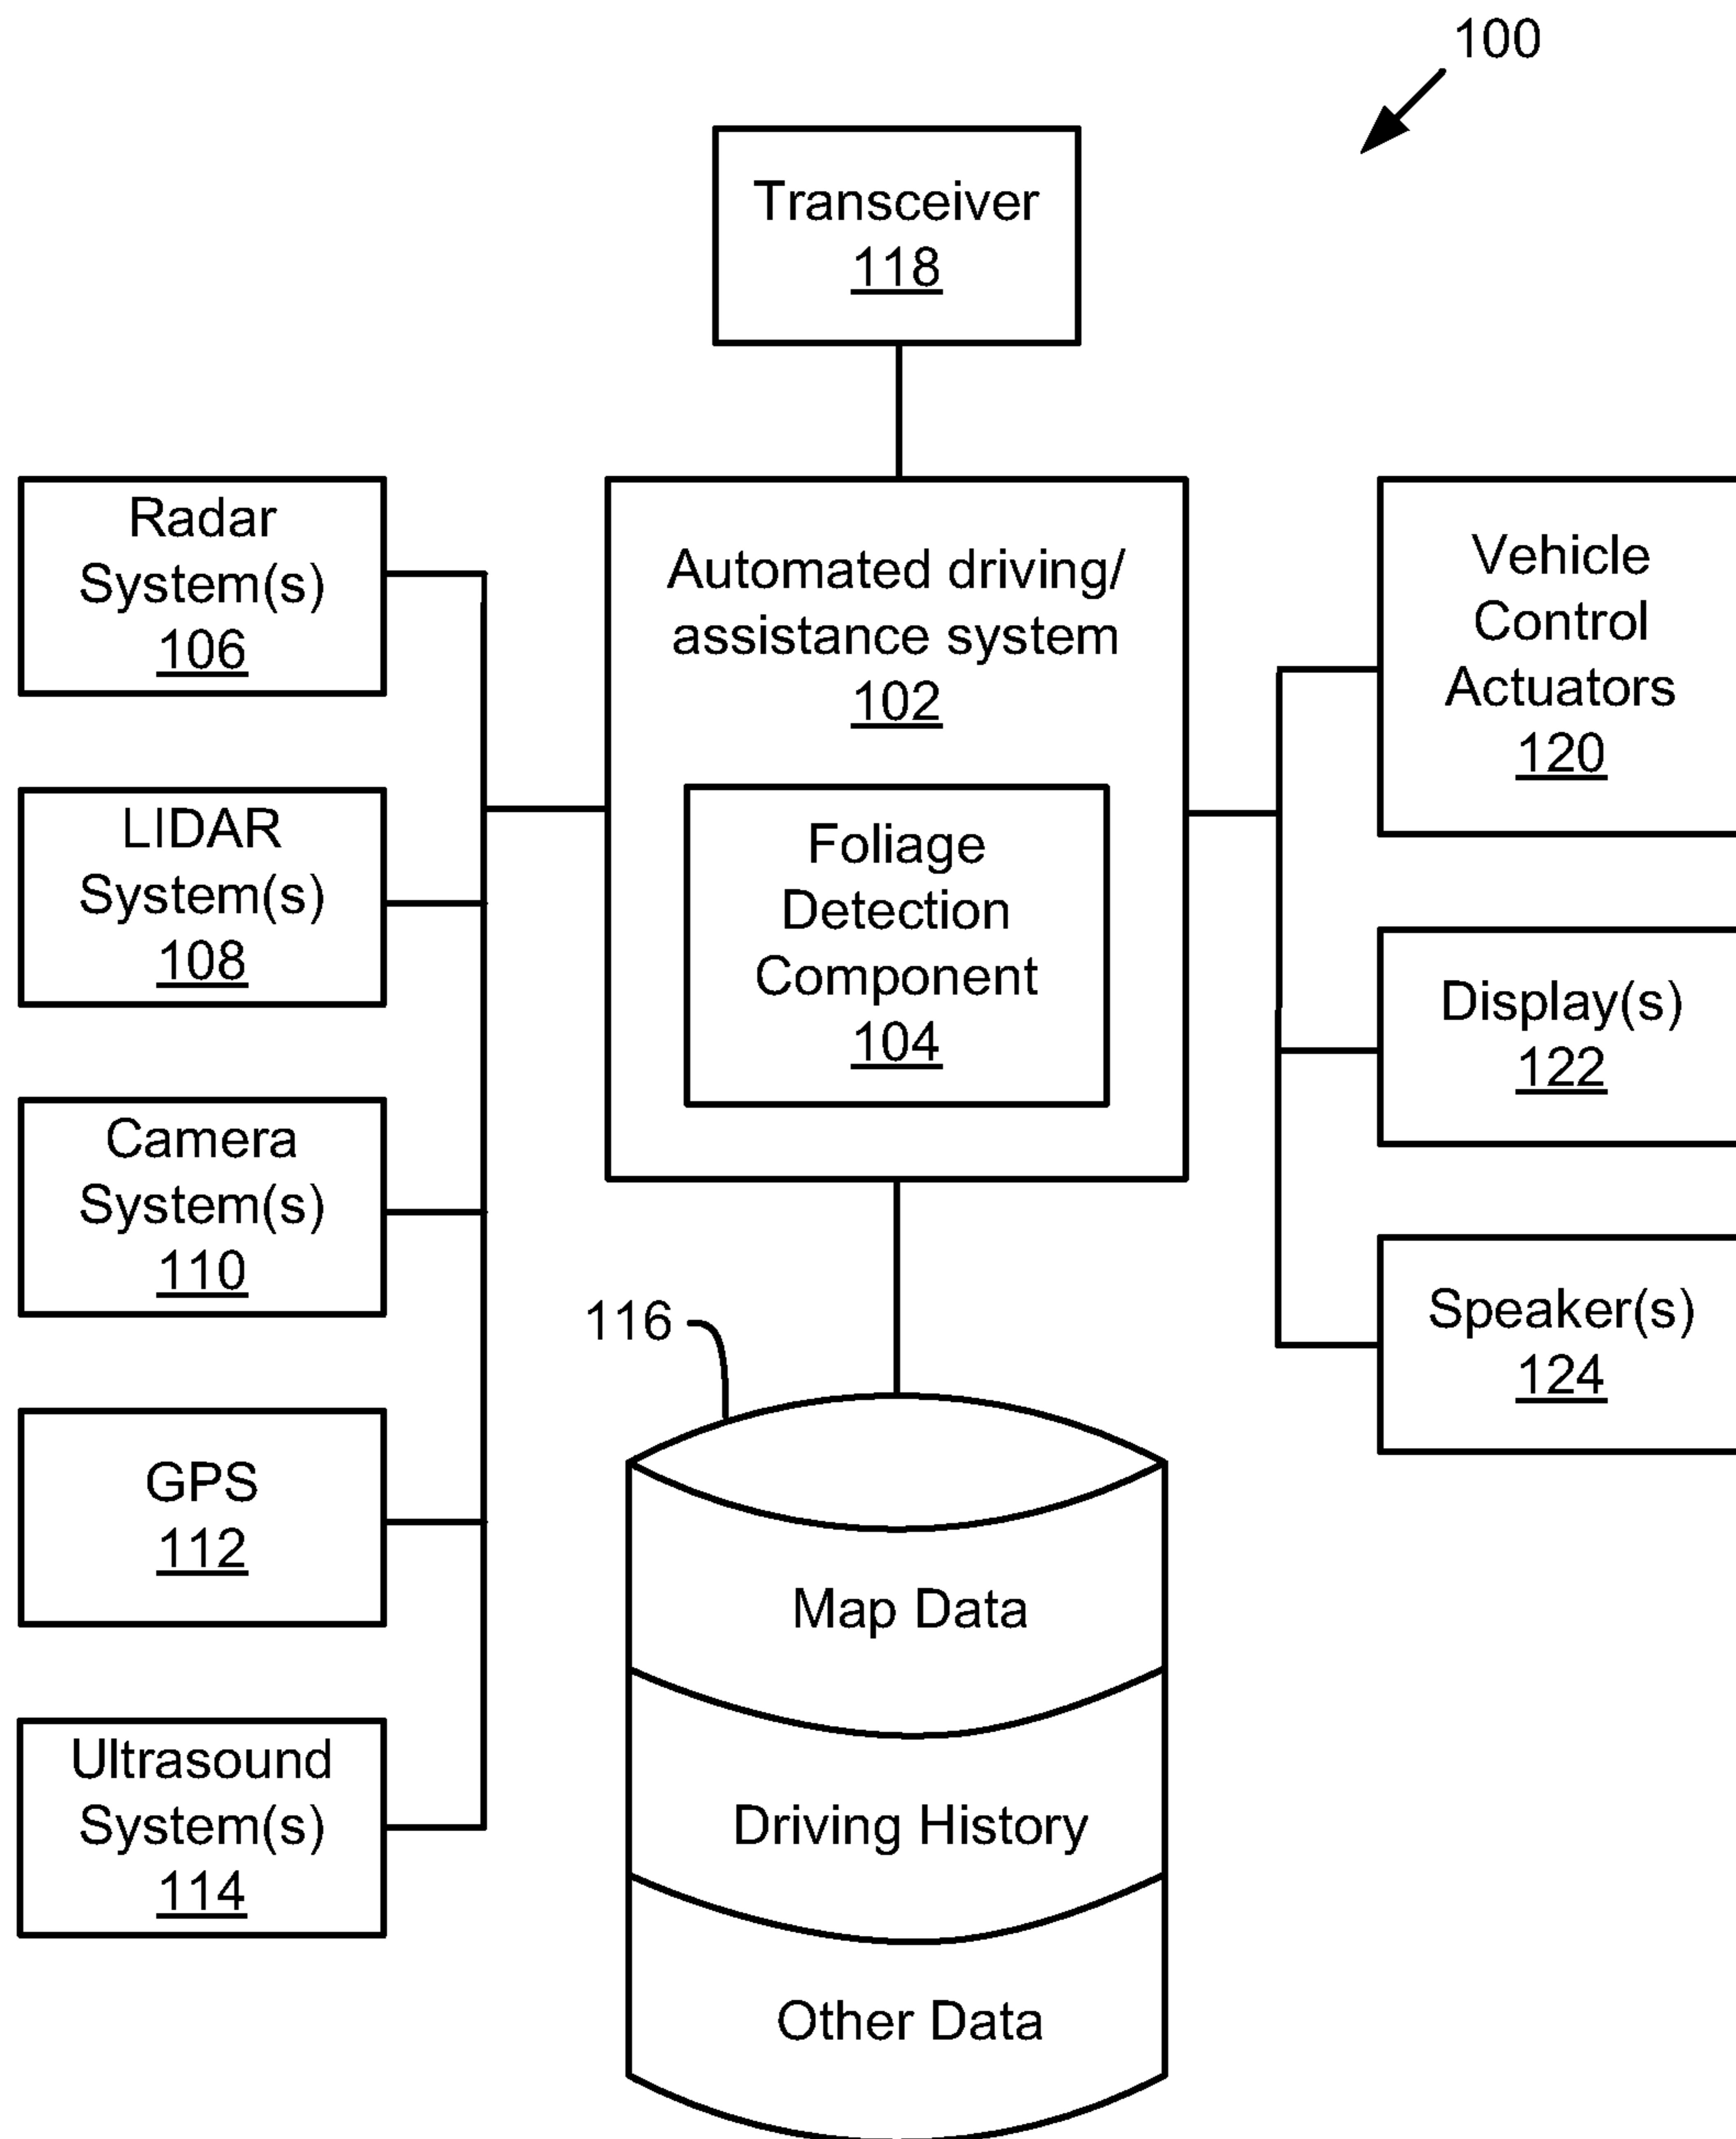 100
Transceiver
118
Radar
System(s)
106
LIDAR
System(s)
108
Camera
System(s)
110
GPS
112
Ultrasound
System(s)
114
Automated driving/
assistance system
102
Foliage
Detection
Component
104
116
Map Data
Driving History
Other Data
Vehicle
Control
Actuators
120
Display(s)
122
Speaker(s)
124